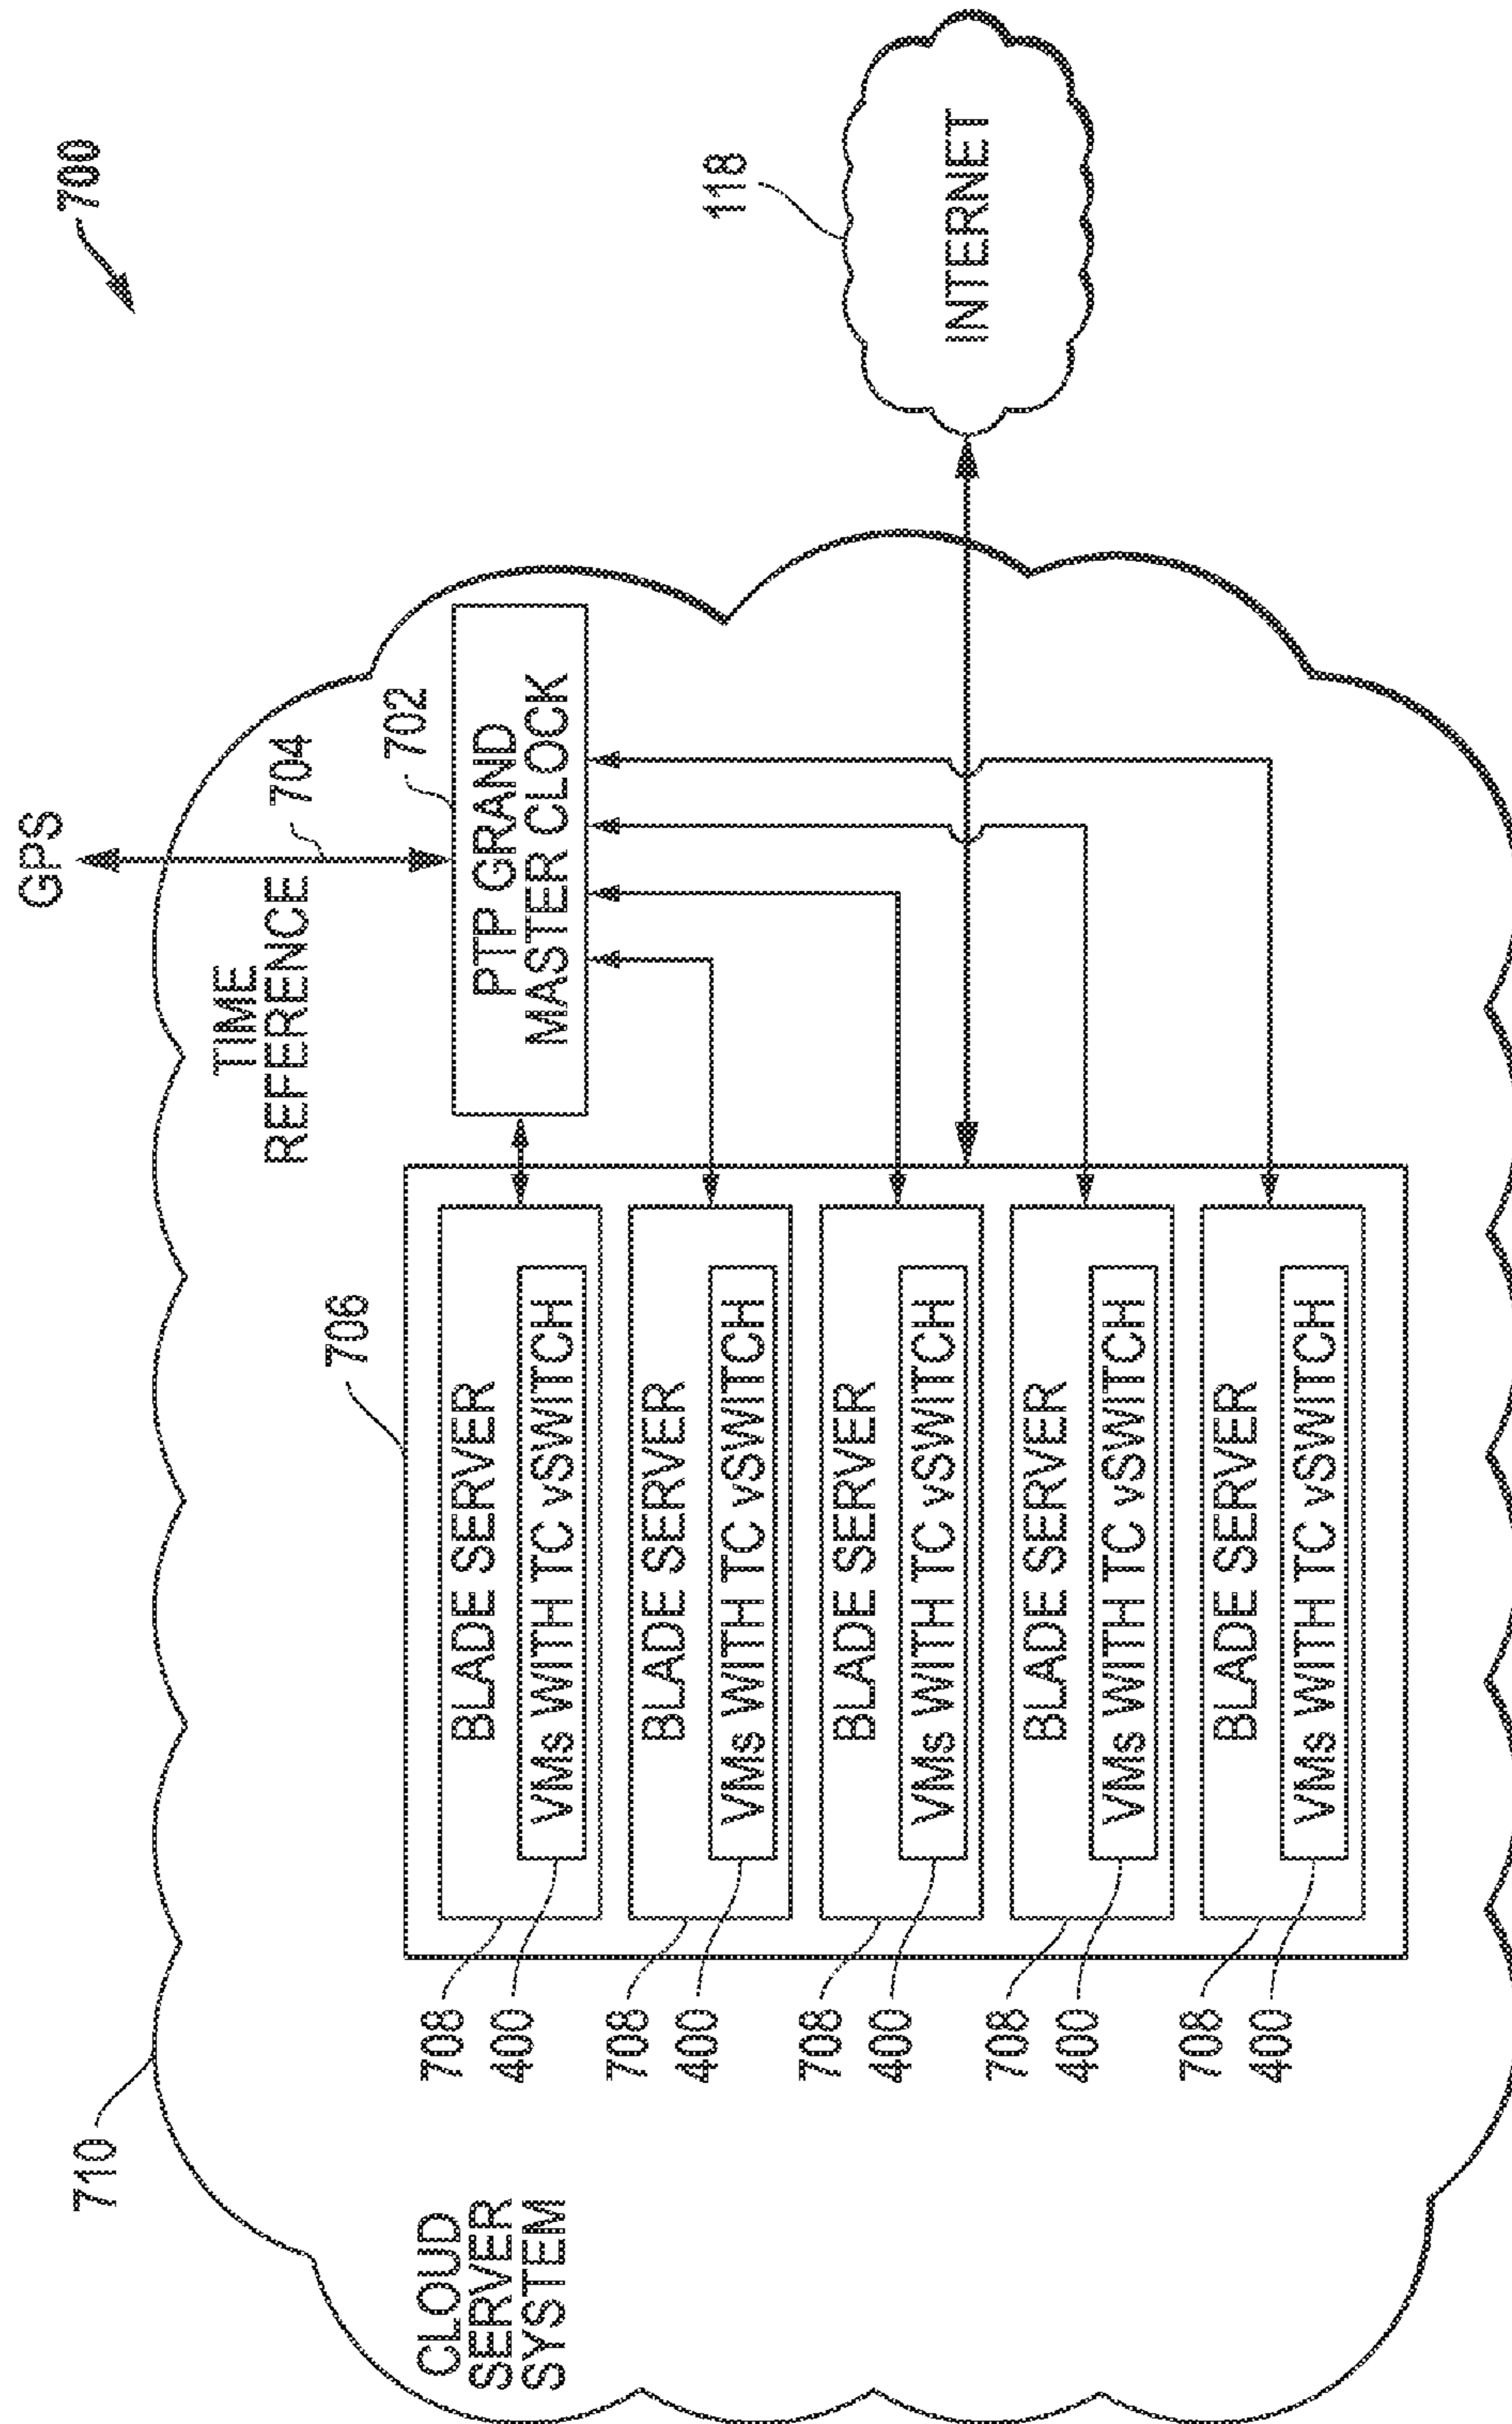 700
GPS
TIME
REFERENCE
704
702
PTP GRAND
MASTER CLOCK
118
INTERNET
710
CLOUD
SERVER
SYSTEM
706
708
BLADE SERVER
400
VMs WITH TC vSWITCH
708
BLADE SERVER
400
VMs WITH TC vSWITCH
708
BLADE SERVER
400
VMs WITH TC vSWITCH
708
BLADE SERVER
400
VMs WITH TC vSWITCH
708
BLADE SERVER
400
VMs WITH TC vSWITCH